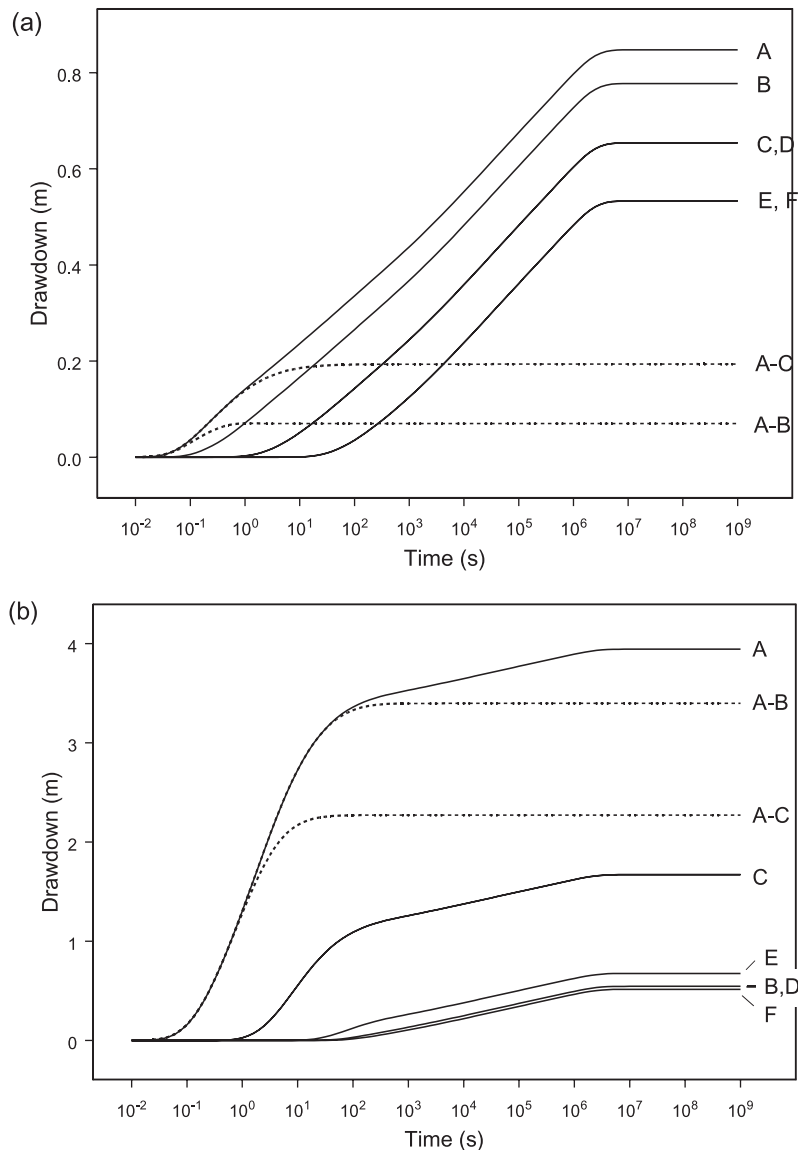 (a)
Drawdown (m)
0.8
0.6
0.4
0.2
0.0
A
B
C,D
E, F
A-C
A-B
10⁻² 10⁻¹ 10⁰ 10¹ 10² 10³ 10⁴ 10⁵ 10⁶ 10⁷ 10⁸ 10⁹
Time (s)
(b)
Drawdown (m)
4
3
2
1
0
A
A-B
A-C
C
E
B,D
F
10⁻² 10⁻¹ 10⁰ 10¹ 10² 10³ 10⁴ 10⁵ 10⁶ 10⁷ 10⁸ 10⁹
Time (s)